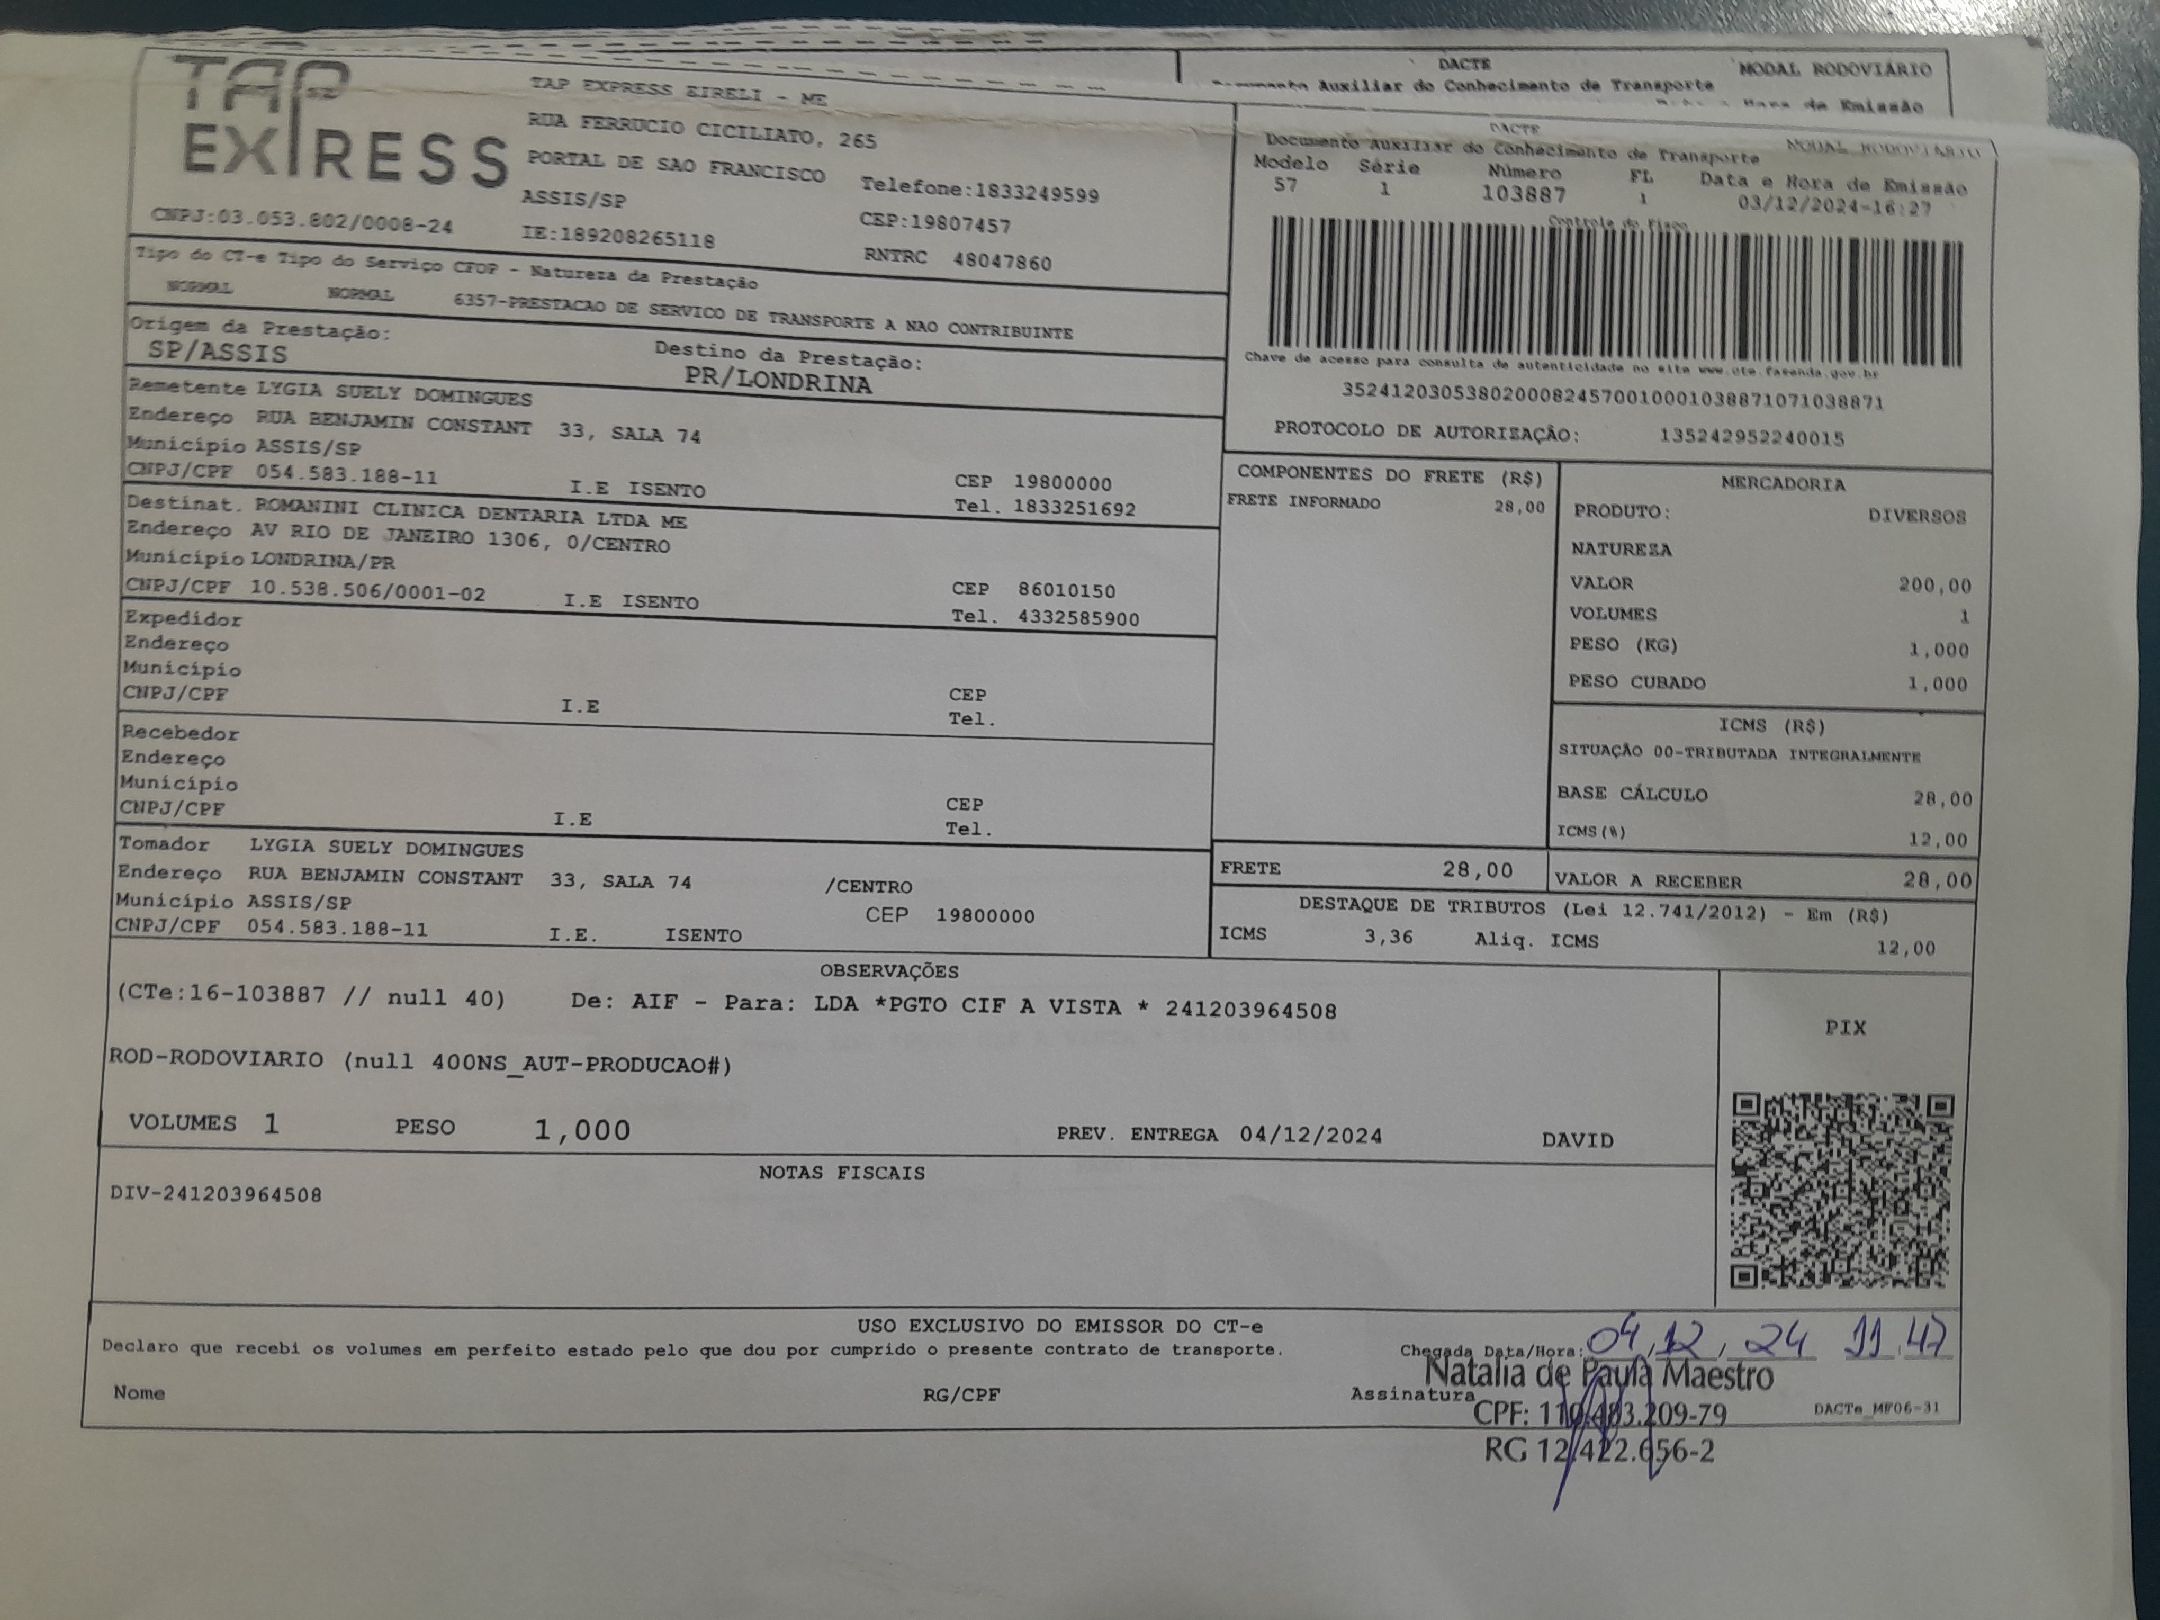 DACTE
MODAL RODOVIÁRIO
Auxiliar do Conhecimento de Transporte
Hora de Emissão
TAP
EXPRESS
TAP EXPRESS EIRELI - ME
RUA FERRUCIO CICILIATO, 265
PORTAL DE SAO FRANCISCO
Telefone:1833249599
ASSIS/SP
CEP:19807457
CNPJ:03.053.802/0008-24
IE:189208265118
RNTRC 48047860
DACTE
MODAL RODOVIÁRIO
Documento Auxiliar do Conhecimento de Transporte
Modelo Série Número FL Data e Hora de Emissão
57 1 103887 1 03/12/2024-16:27
Controle do Fisco
Chave de acesso para consulta de autenticidade no site www.cte.fazenda.gov.br
35241203053802000824570010001038871071038871
PROTOCOLO DE AUTORIZAÇÃO: 135242952240015
Tipo do CT-e Tipo do Serviço CFOP - Natureza da Prestação
NORMAL NORMAL 6357-PRESTACAO DE SERVICO DE TRANSPORTE A NAO CONTRIBUINTE
Origem da Prestação: Destino da Prestação:
SP/ASSIS PR/LONDRINA
Remetente LYGIA SUELY DOMINGUES
Endereço RUA BENJAMIN CONSTANT 33, SALA 74
Município ASSIS/SP
CEP 19800000
CNPJ/CPF 054.583.188-11 I.E ISENTO Tel. 1833251692
Destinat. ROMANINI CLINICA DENTARIA LTDA ME
Endereço AV RIO DE JANEIRO 1306, 0/CENTRO
Município LONDRINA/PR CEP 86010150
CNPJ/CPF 10.538.506/0001-02 I.E ISENTO Tel. 4332585900
Expedidor
Endereço
Município CEP
CNPJ/CPF I.E Tel.
Recebedor
Endereço
Município CEP
CNPJ/CPF I.E Tel.
Tomador LYGIA SUELY DOMINGUES
Endereço RUA BENJAMIN CONSTANT 33, SALA 74 /CENTRO
Município ASSIS/SP CEP 19800000
CNPJ/CPF 054.583.188-11 I.E. ISENTO
COMPONENTES DO FRETE (R$)
FRETE INFORMADO 28,00
MERCADORIA
PRODUTO: DIVERSOS
NATUREZA
VALOR 200,00
VOLUMES 1
PESO (KG) 1,000
PESO CUBADO 1,000
ICMS (R$)
SITUAÇÃO 00-TRIBUTADA INTEGRALMENTE
BASE CÁLCULO 28,00
ICMS(%) 12,00
FRETE 28,00 VALOR A RECEBER 28,00
DESTAQUE DE TRIBUTOS (Lei 12.741/2012) - Em (R$)
ICMS 3,36 Aliq. ICMS 12,00
OBSERVAÇÕES
(CTe:16-103887 // null 40) De: AIF - Para: LDA *PGTO CIF A VISTA * 241203964508
ROD-RODOVIARIO (null 400NS_AUT-PRODUCAO#)
PIX
VOLUMES 1 PESO 1,000 PREV. ENTREGA 04/12/2024 DAVID
NOTAS FISCAIS
DIV-241203964508
USO EXCLUSIVO DO EMISSOR DO CT-e
Declaro que recebi os volumes em perfeito estado pelo que dou por cumprido o presente contrato de transporte.
Chegada Data/Hora: 04/12/24 11:47
Natalia de Paula Maestro
Nome RG/CPF Assinatura
CPF: 110.483.209-79
DACTe_MF06-31
RG 12.422.656-2